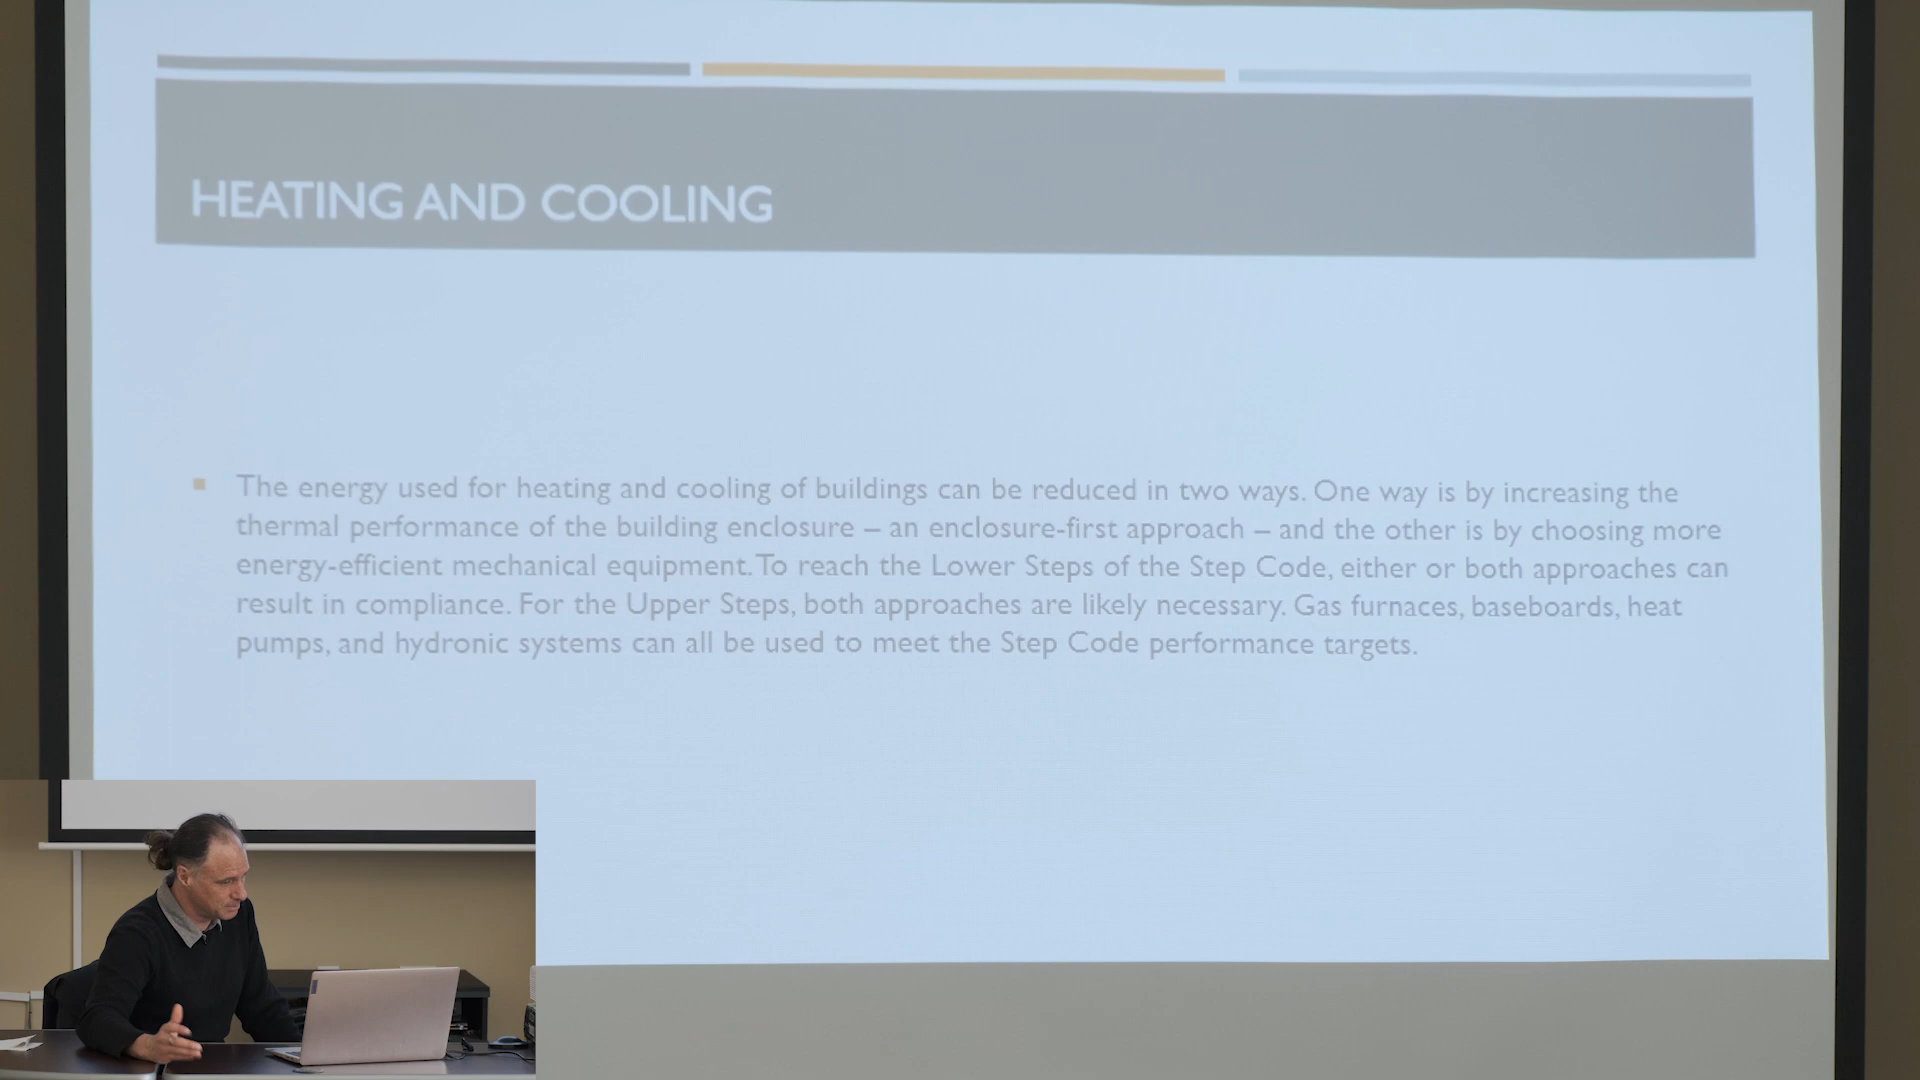 HEATING AND COOLING
The energy used for heating and cooling of buildings can be reduced in two ways. One way is by increasing the
thermal performance of the building enclosure – an enclosure-first approach – and the other is by choosing more
energy-efficient mechanical equipment. To reach the Lower Steps of the Step Code, either or both approaches can
result in compliance. For the Upper Steps, both approaches are likely necessary. Gas furnaces, baseboards, heat
pumps, and hydronic systems can all be used to meet the Step Code performance targets.